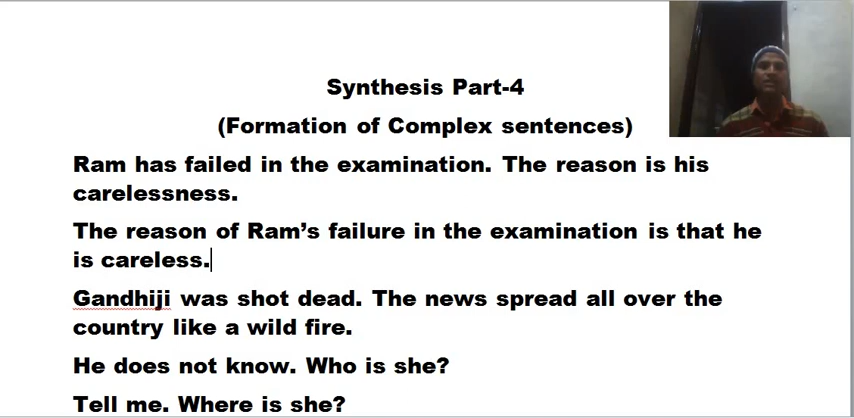 Synthesis Part-4
(Formation of Complex sentences)
Ram has failed in the examination. The reason is his
carelessness.
The reason of Ram’s failure in the examination is that he
is careless.
Gandhiji was shot dead. The news spread all over the
country like a wild fire.
He does not know. Who is she?
Tell me. Where is she?